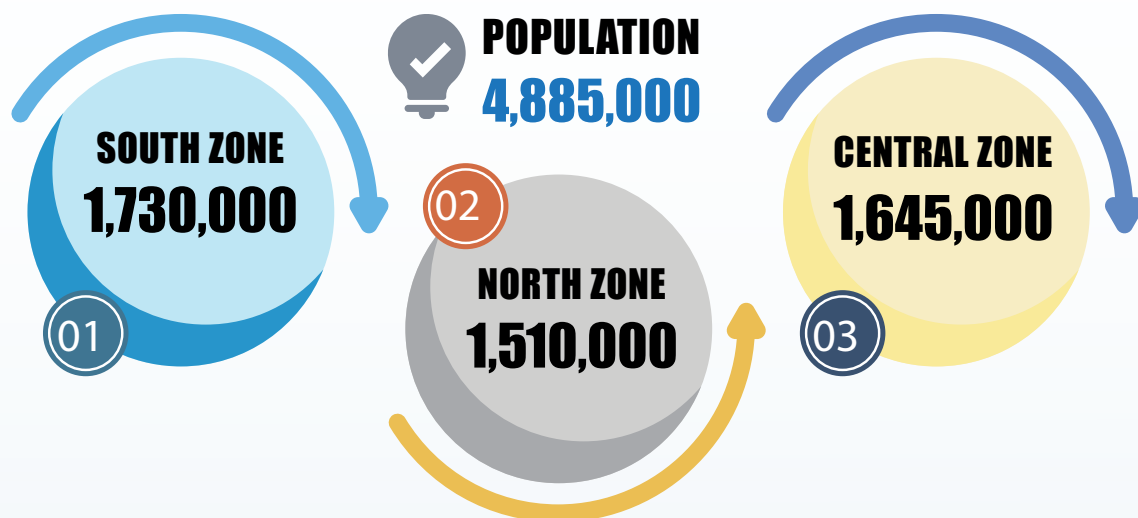 POPULATION
4,885,000
SOUTH ZONE
1,730,000
01
02
NORTH ZONE
1,510,000
CENTRAL ZONE
1,645,000
03